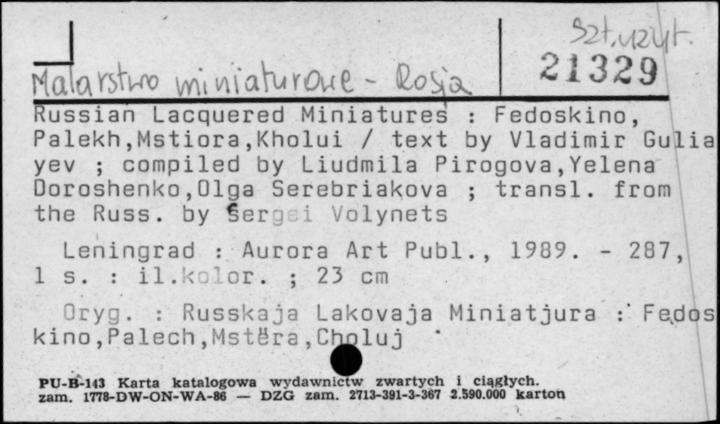 Szt.użyt.
21329
Malarstwo miniaturowe - Rosja
Russian Lacquered Miniatures : Fedoskino,
Palekh,Mstiora,Kholui / text by Vladimir Gulia
yev ; compiled by Liudmila Pirogova,Yelena
Doroshenko,Olga Serebriakova ; transl. from
the Russ. by Sergei Volynets
Leningrad : Aurora Art Publ., 1989. - 287,
1 s. : il.kolor. ; 23 cm
Oryg. : Russkaja Lakovaja Miniatjura : Fedos
kino,Palech,Mstëra,Choluj
PU-B-143 Karta katalogowa wydawnictw zwartych i ciągłych.
zam. 1778-DW-ON-WA-86 — DZG zam. 2713-391-3-367 2.590.000 karton